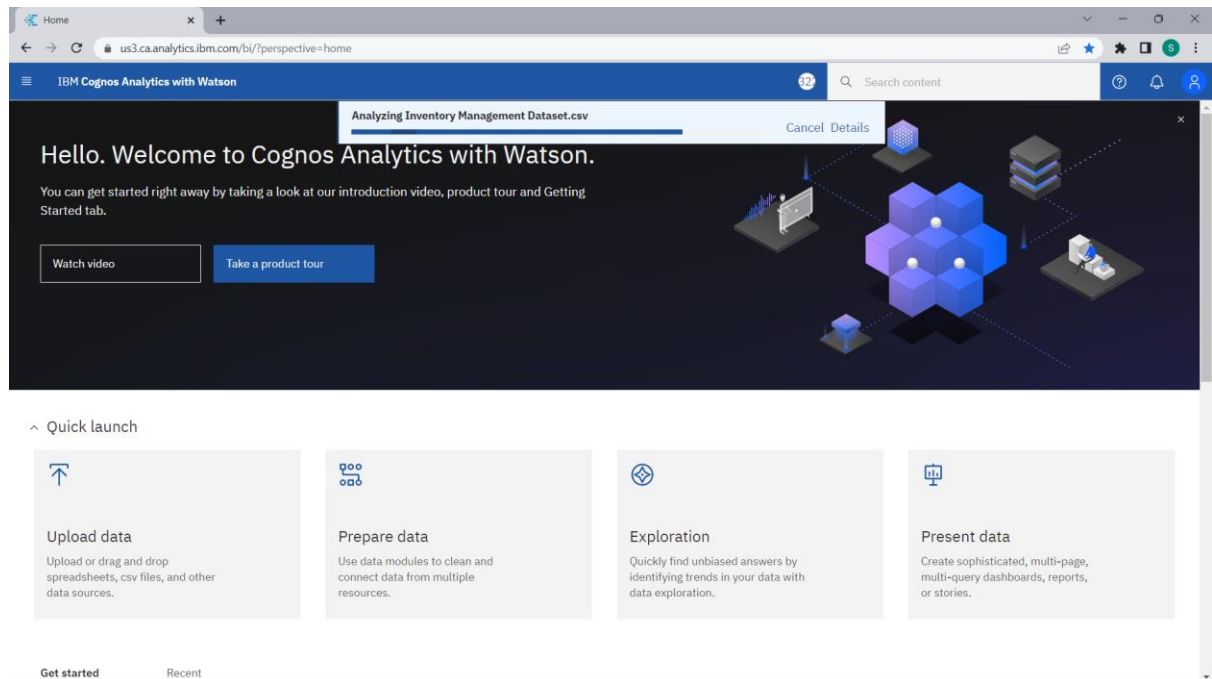 Home
us3.ca.analytics.ibm.com/bi/?perspective=home
S
IBM Cognos Analytics with Watson
Search content
Analyzing Inventory Management Dataset.csv
Cancel Details
Hello. Welcome to Cognos Analytics with Watson.
You can get started right away by taking a look at our introduction video, product tour and Getting
Started tab.
Watch video
Take a product tour
Quick launch
Upload data
Upload or drag and drop
spreadsheets, csv files, and other
data sources.
Prepare data
Use data modules to clean and
connect data from multiple
resources.
Exploration
Quickly find unbiased answers by
identifying trends in your data with
data exploration.
Present data
Create sophisticated, multi-page,
multi-query dashboards, reports,
or stories.
Get started
Recent